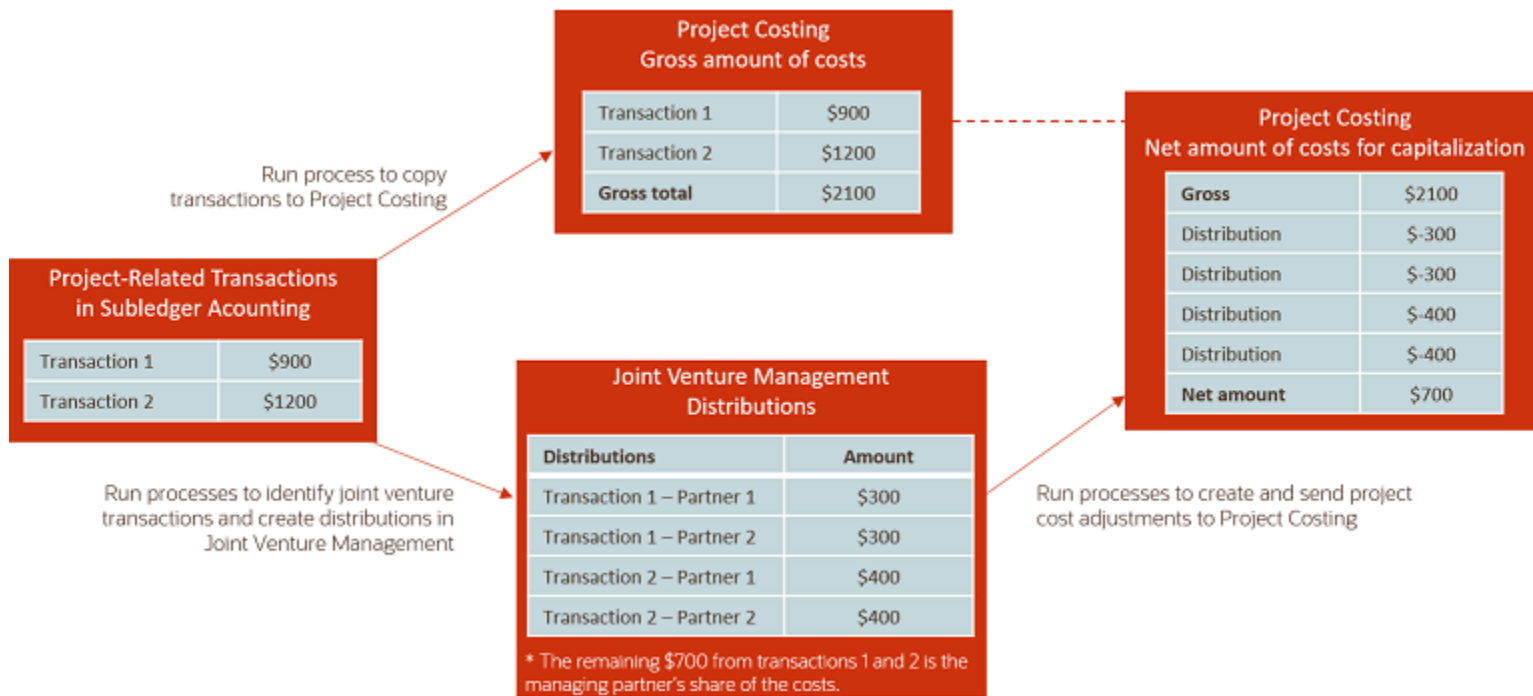 Project Costing
Gross amount of costs
Transaction 1 $900
Transaction 2 $1200
Gross total $2100
Run process to copy
transactions to Project Costing
Project-Related Transactions
in Subledger Acounting
Transaction 1 $900
Transaction 2 $1200
Run processes to identify joint venture
transactions and create distributions in
Joint Venture Management
Joint Venture Management
Distributions
Distributions Amount
Transaction 1 – Partner 1 $300
Transaction 1 – Partner 2 $300
Transaction 2 – Partner 1 $400
Transaction 2 – Partner 2 $400
* The remaining $700 from transactions 1 and 2 is the
managing partner's share of the costs.
Run processes to create and send project
cost adjustments to Project Costing
Project Costing
Net amount of costs for capitalization
Gross $2100
Distribution $-300
Distribution $-300
Distribution $-400
Distribution $-400
Net amount $700